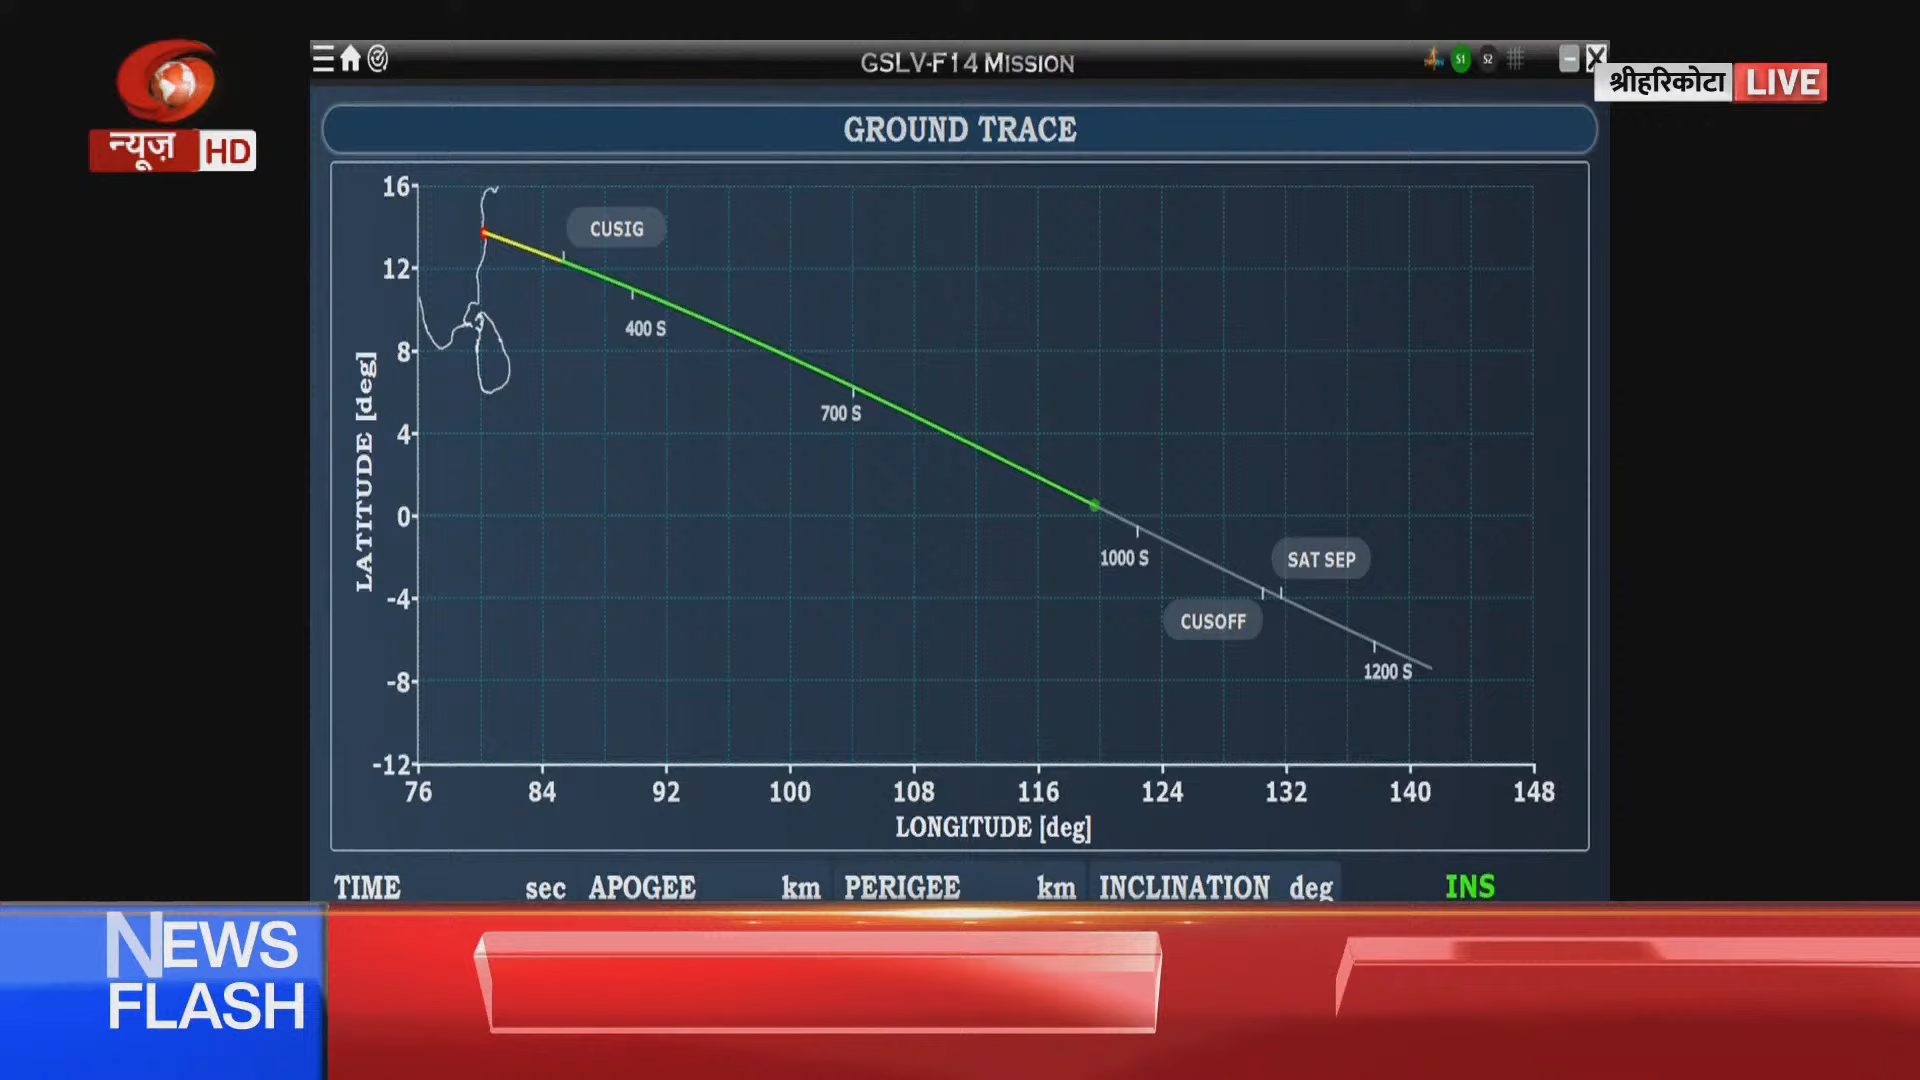 GSLV-F14 MISSION
S1
S2
श्रीहरिकोटा LIVE
न्यूज़ HD
GROUND TRACE
16
12
8
4
0
-4
-8
-12
LATITUDE [deg]
CUSIG
400 S
700 S
1000 S
SAT SEP
CUSOFF
1200 S
76 84 92 100 108 116 124 132 140 148
LONGITUDE [deg]
TIME sec APOGEE km PERIGEE km INCLINATION deg INS
NEWS
FLASH